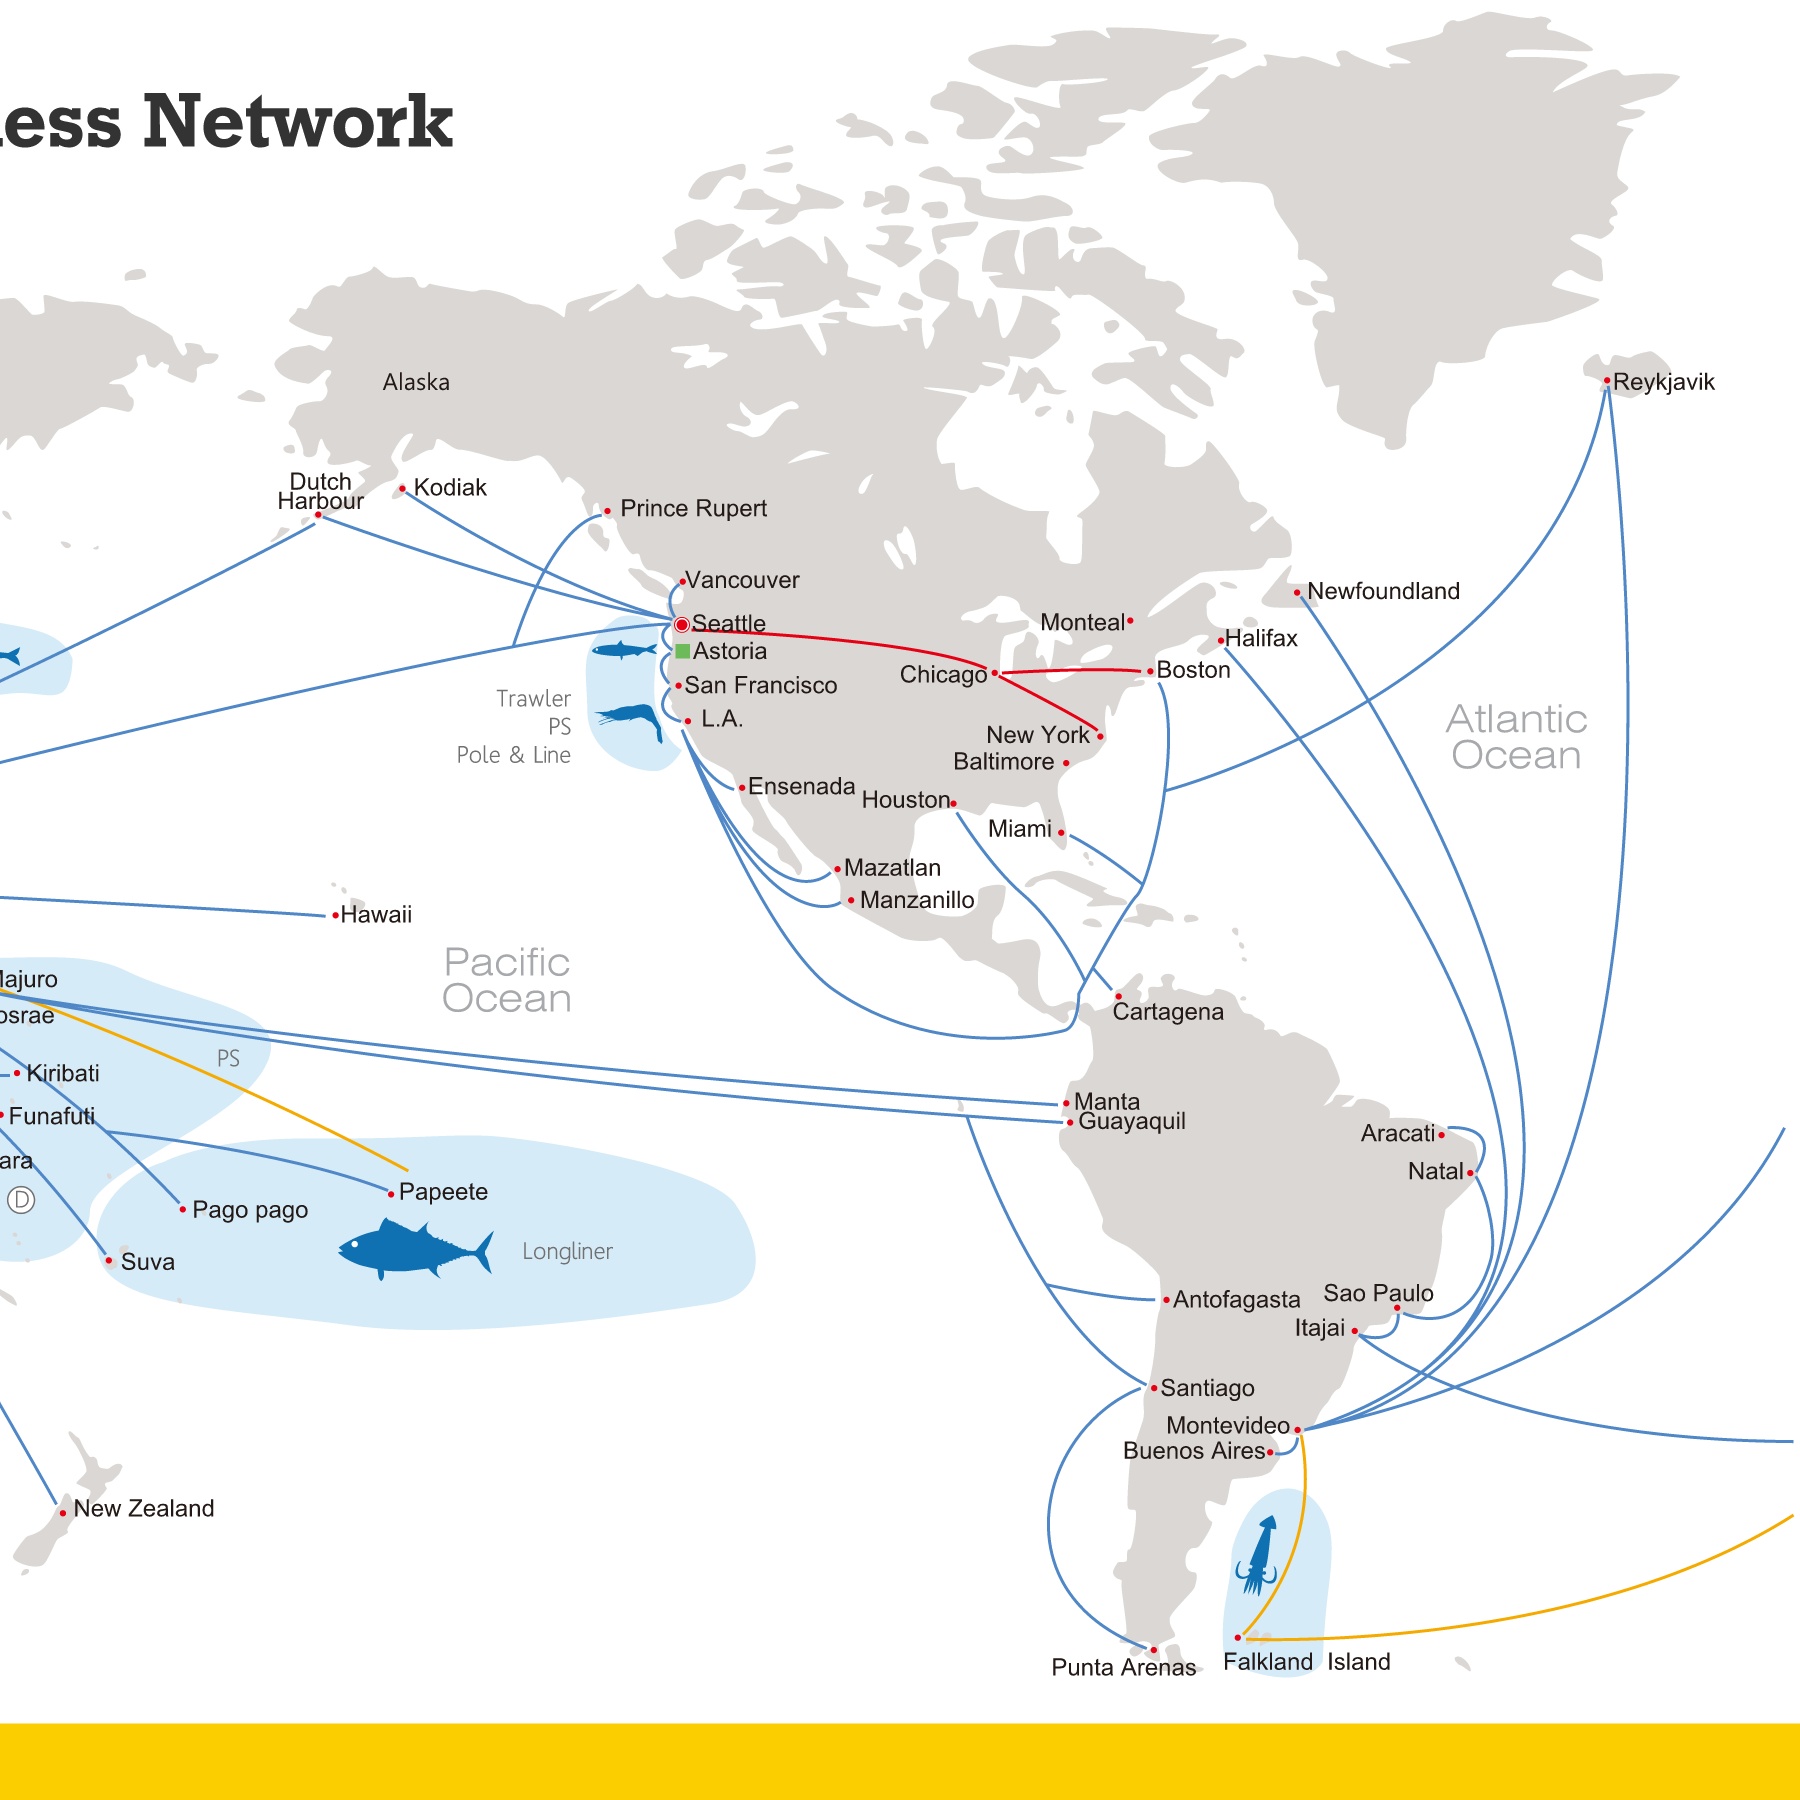 ess Network
Alaska
Reykjavik
Dutch
Harbour
Kodiak
Prince Rupert
Vancouver
Newfoundland
Seattle
Monteal
Halifax
Astoria
Chicago
Boston
San Francisco
Trawler
PS
Pole & Line
L.A.
New York
Baltimore
Atlantic
Ocean
Ensenada
Houston
Miami
Mazatlan
Manzanillo
Hawaii
Pacific
Ocean
Majuro
osrae
Cartagena
PS
Kiribati
Manta
Funafuti
Guayaquil
Aracati
ara
Natal
D
Papeete
Pago pago
Longliner
Suva
Antofagasta
Sao Paulo
Itajai
Santiago
Montevideo
Buenos Aires
New Zealand
Punta Arenas
Falkland Island